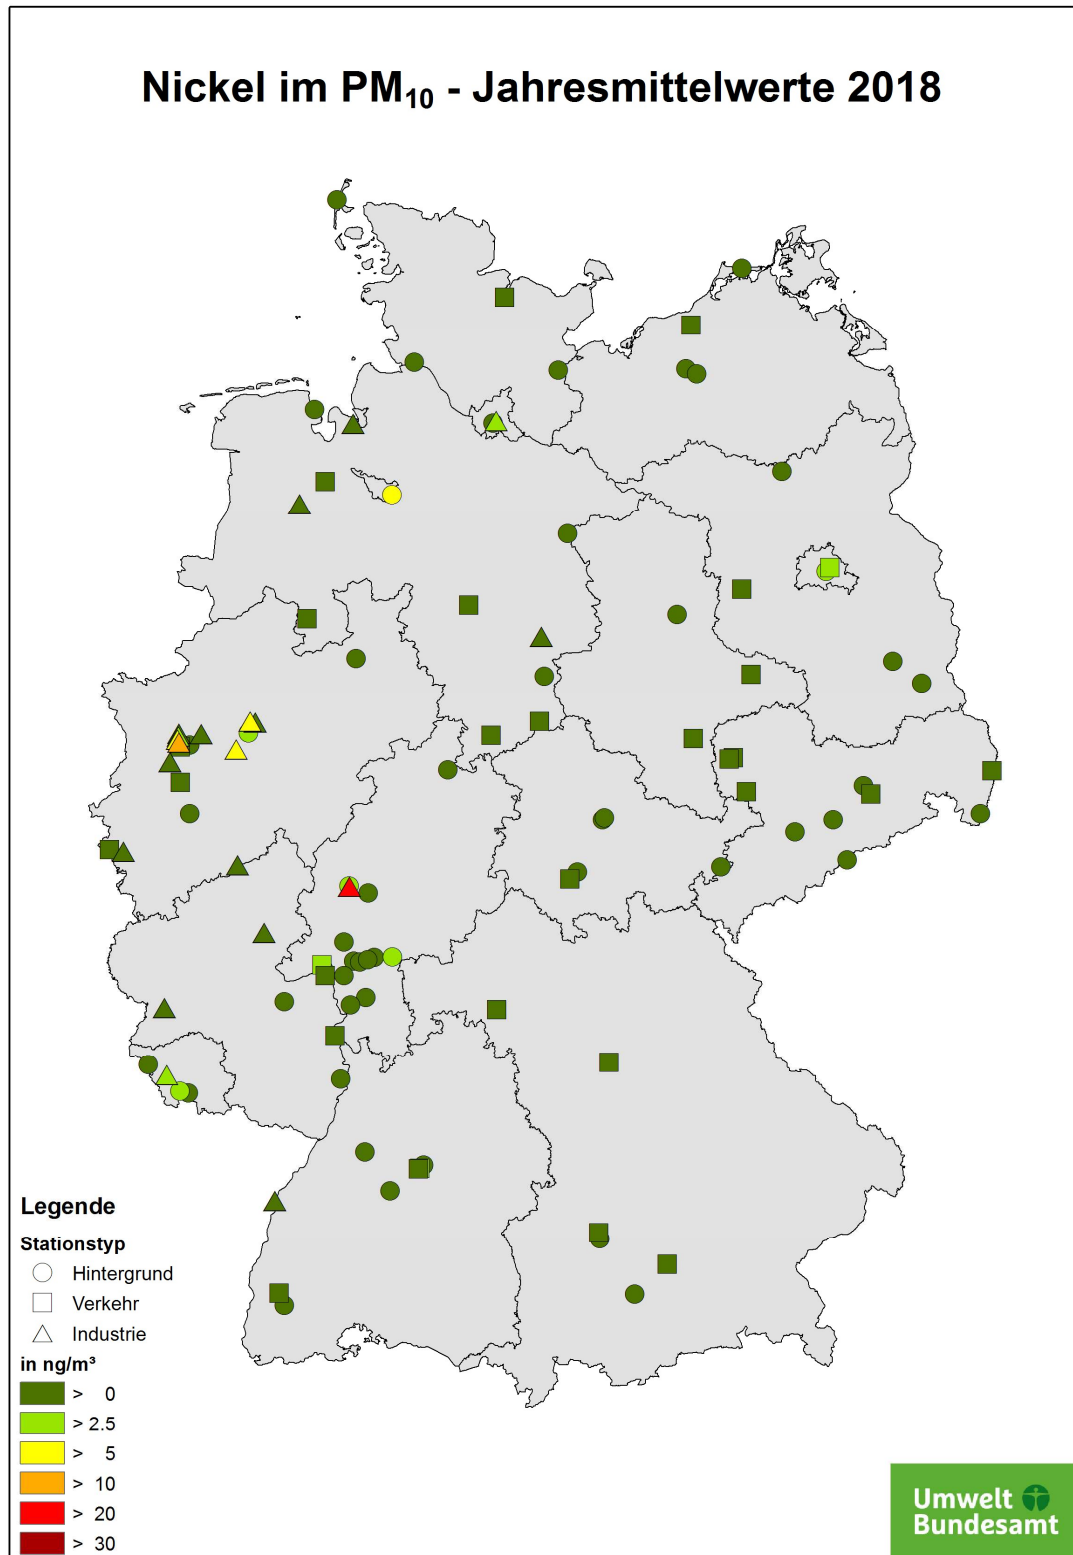 Nickel im PM₁₀ - Jahresmittelwerte 2018
Legende
Stationstyp
Hintergrund
Verkehr
Industrie
in ng/m³
> 0
> 2.5
> 5
> 10
> 20
> 30
Umwelt
Bundesamt